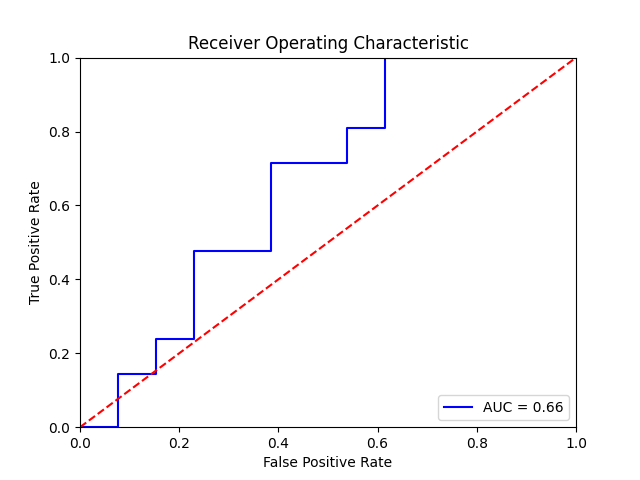 Receiver Operating Characteristic
1.0
0.8
0.6
0.4
0.2
0.0
True Positive Rate
AUC = 0.66
0.0 0.2 0.4 0.6 0.8 1.0
False Positive Rate